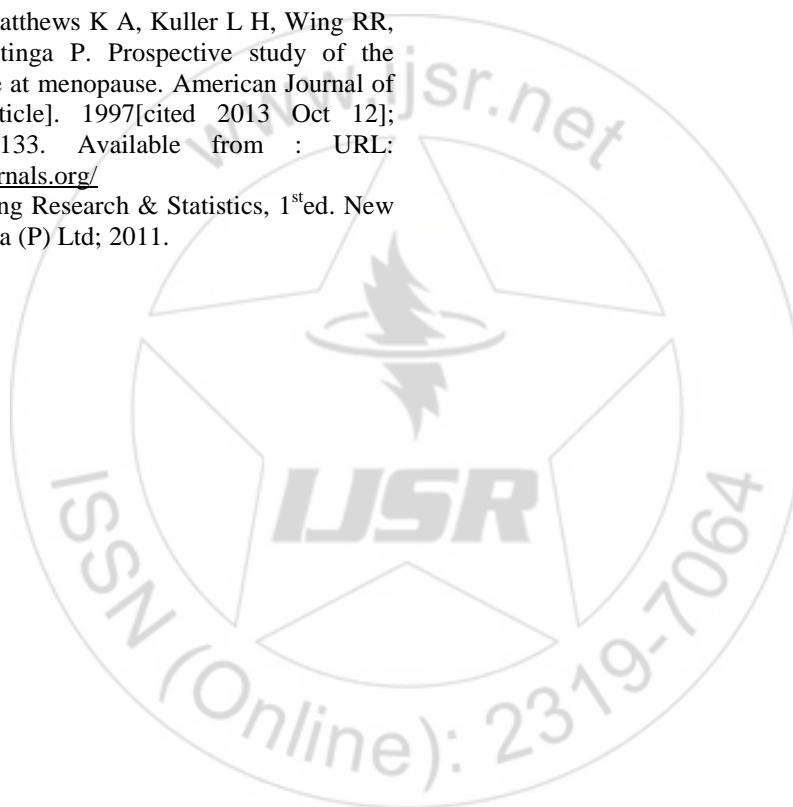 atthews K A, Kuller L H, Wing RR,
tinga P. Prospective study of the
e at menopause. American Journal of
ticle]. 1997[cited 2013 Oct 12];
133. Available from : URL:
rnals.org/
ng Research & Statistics, 1st ed. New
a (P) Ltd; 2011.
www.ijsr.net
IJSR
ISSN (Online): 2319-7064